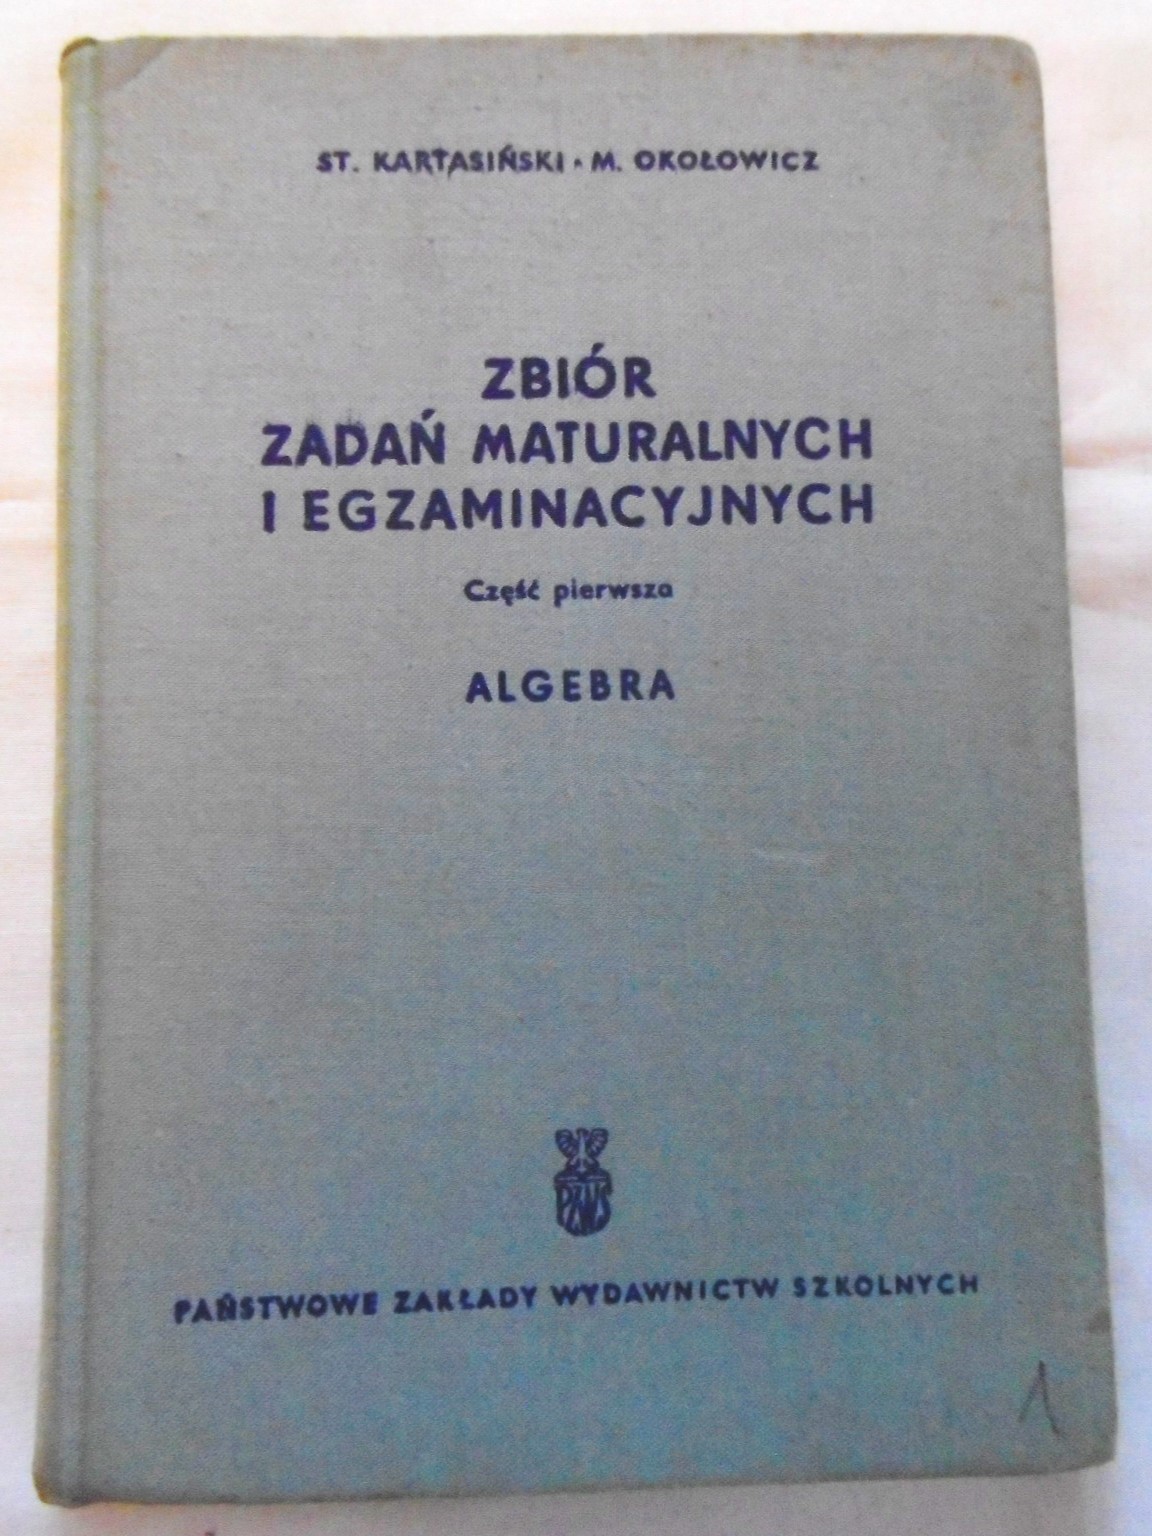 ST. KARTASIŃSKI · M. OKOŁOWICZ
ZBIÓR
ZADAŃ MATURALNYCH
I EGZAMINACYJNYCH
Część pierwsza
ALGEBRA
PZWS
PAŃSTWOWE ZAKŁADY WYDAWNICTW SZKOLNYCH
1